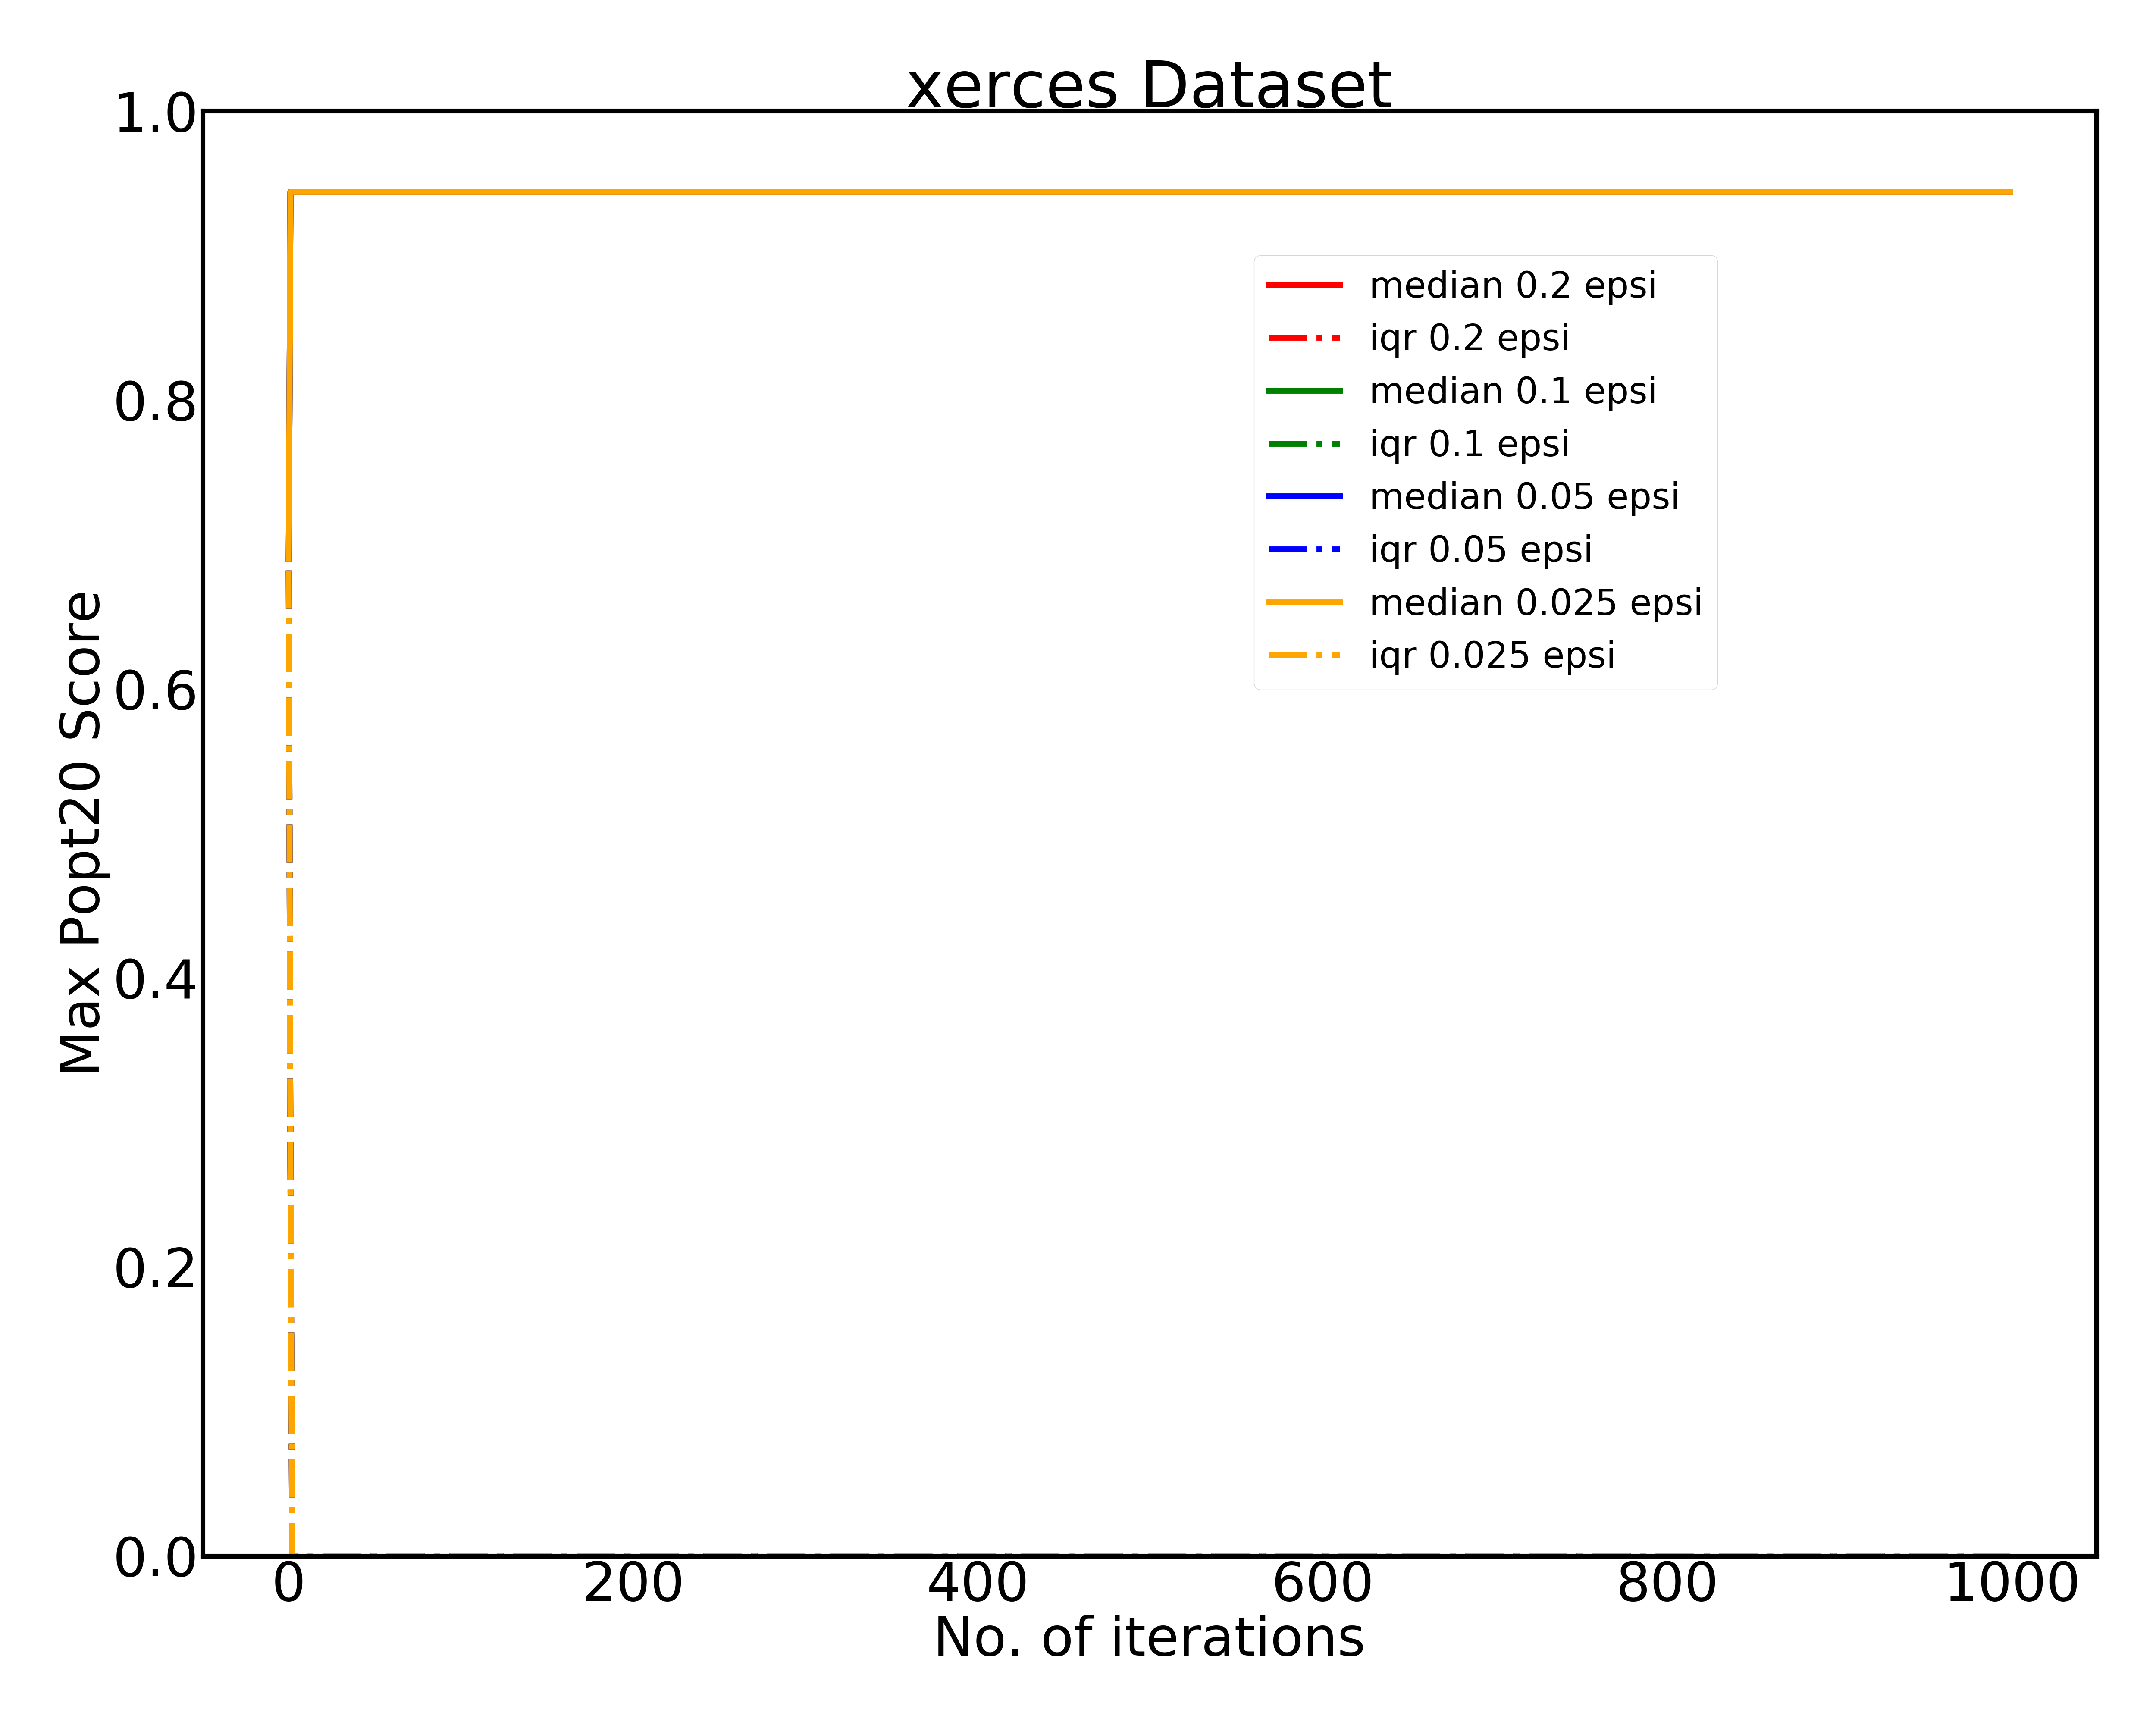 xerces Dataset
1.0
0.8
0.6
0.4
0.2
0.0
Max Popt20 Score
median 0.2 epsi
iqr 0.2 epsi
median 0.1 epsi
iqr 0.1 epsi
median 0.05 epsi
iqr 0.05 epsi
median 0.025 epsi
iqr 0.025 epsi
0 200 400 600 800 1000
No. of iterations